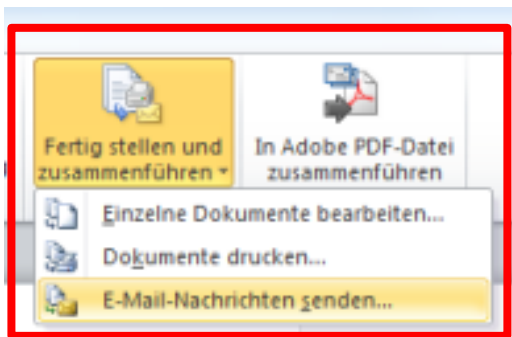 Fertig stellen und
zusammenführen
In Adobe PDF-Datei
zusammenführen
Einzelne Dokumente bearbeiten...
Dokumente drucken...
E-Mail-Nachrichten senden...